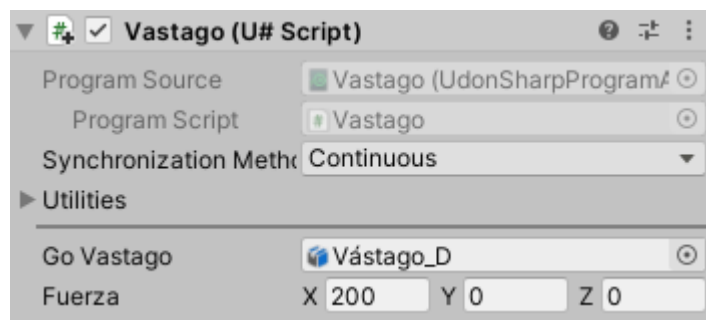 Vastago (U# Script)
Program Source Vastago (UdonSharpProgramA
Program Script Vastago
Synchronization Metho Continuous
Utilities
Go Vastago Vástago_D
Fuerza X 200 Y 0 Z 0